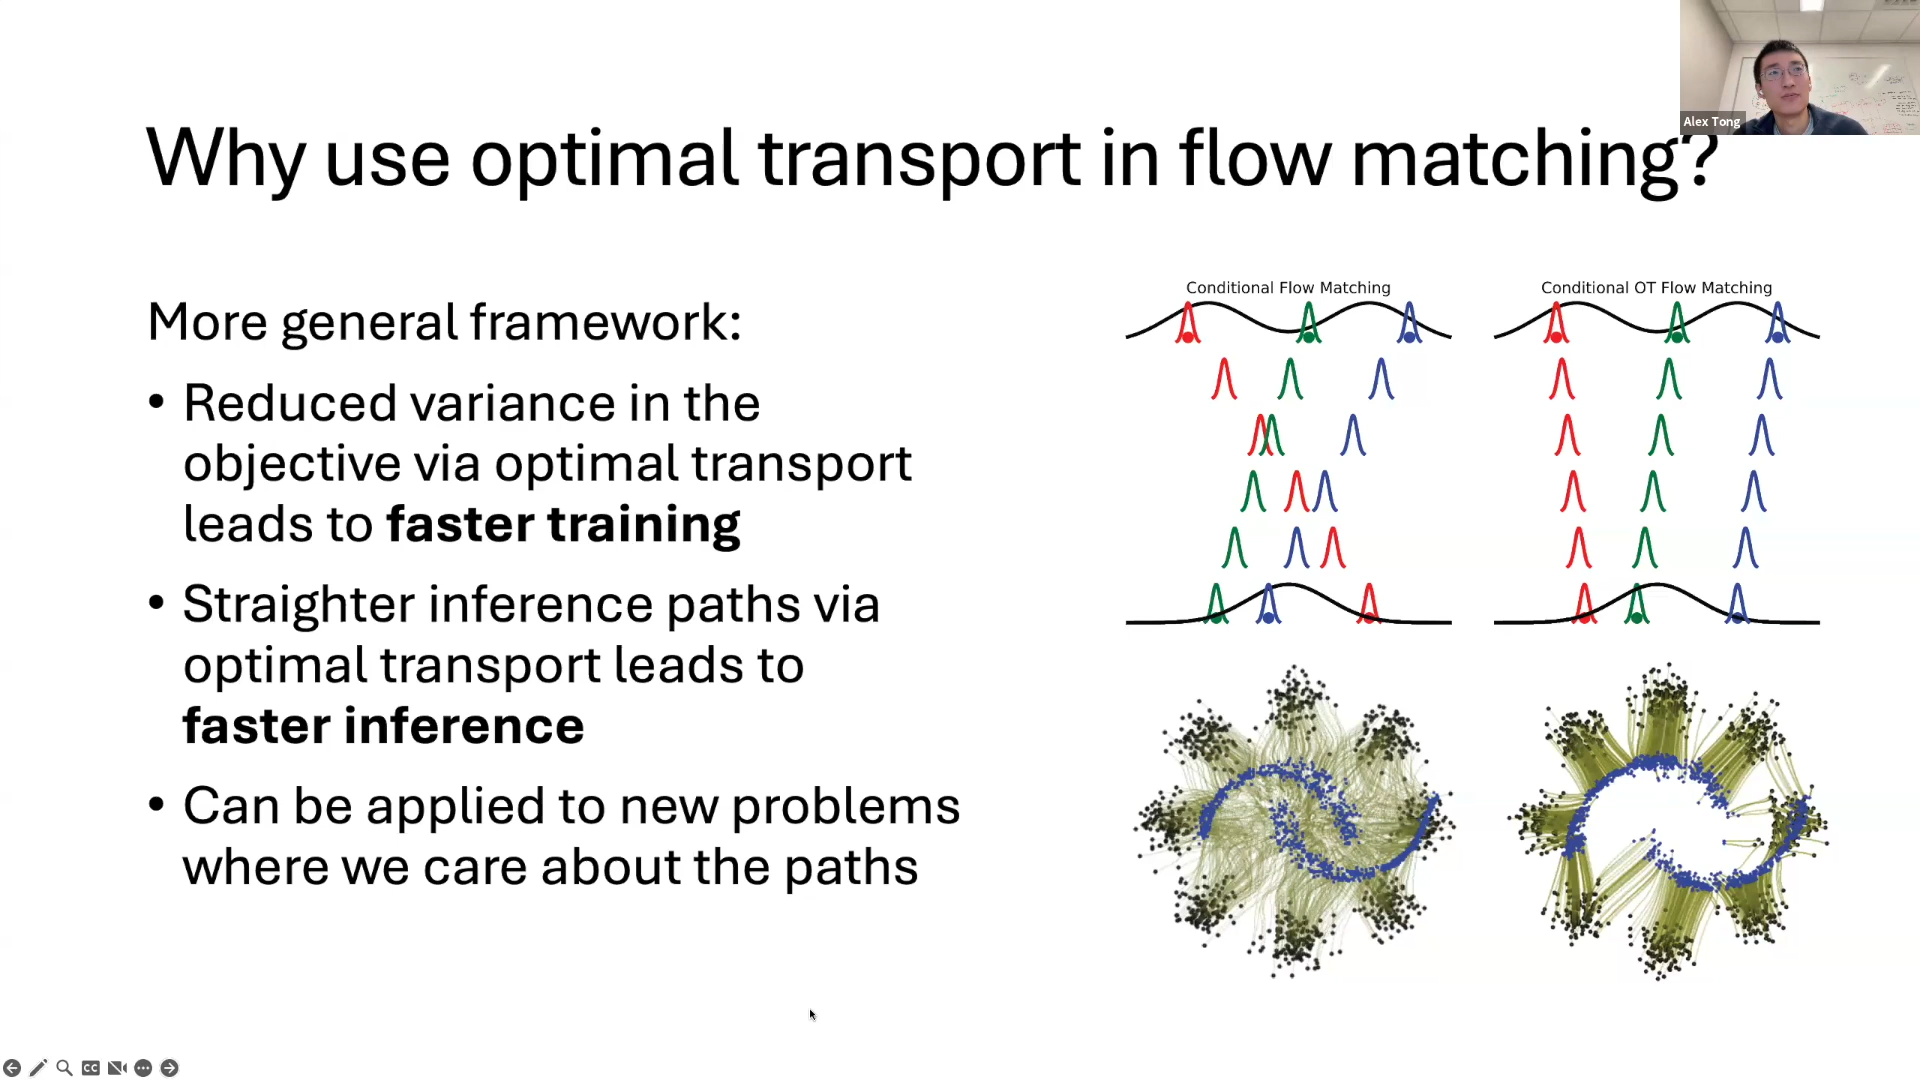 Alex Tong
Why use optimal transport in flow matching?
More general framework:
• Reduced variance in the
objective via optimal transport
leads to faster training
• Straighter inference paths via
optimal transport leads to
faster inference
• Can be applied to new problems
where we care about the paths
Conditional Flow Matching
Conditional OT Flow Matching
CC